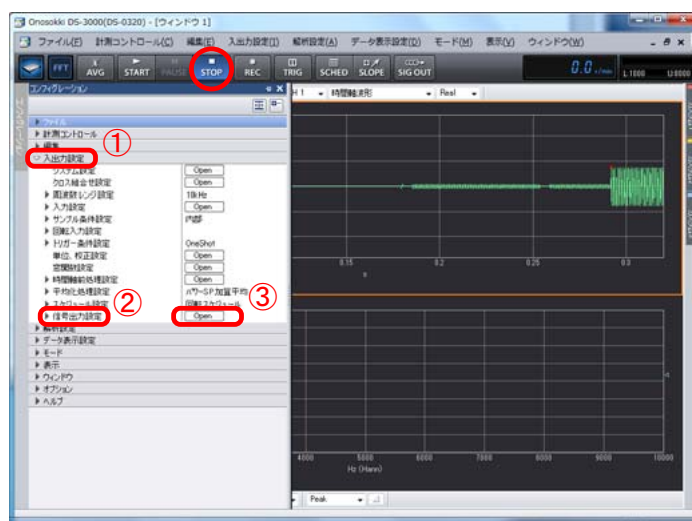 Onosokki DS-3000(DS-0320) - [ウィンドウ 1]
ファイル(F) 計測コントロール(C) 編集(E) 入出力設定(I) 解析設定(A) データ表示設定(D) モード(M) 表示(V) ウィンドウ(W)
FFT AVG START PAUSE STOP REC TRIG SCHED SLOPE SIG OUT 0.0 r/min L:1000 U:8000
コンフィグレーション
H 1 時間軸波形 Real
ファイル
計測コントロール
①
編集
入出力設定
システム設定 Open
クロス組合せ設定 Open
周波数レンジ設定 10kHz
入力設定 Open
サンプル条件設定 内部
回転入力設定
トリガー条件設定 OneShot
単位、校正設定 Open
窓関数設定 Open
時間軸前処理設定 Open
平均化処理設定 パワーSP加算平均
② ③
スケジュール設定 回転スケジュール
信号出力設定 Open
解析設定
データ表示設定
モード
表示
ウィンドウ
オプション
ヘルプ
0.15 0.2 0.25 0.3
s
4000 5000 6000 7000 8000 9000 10000
Hz (Hann)
Peak